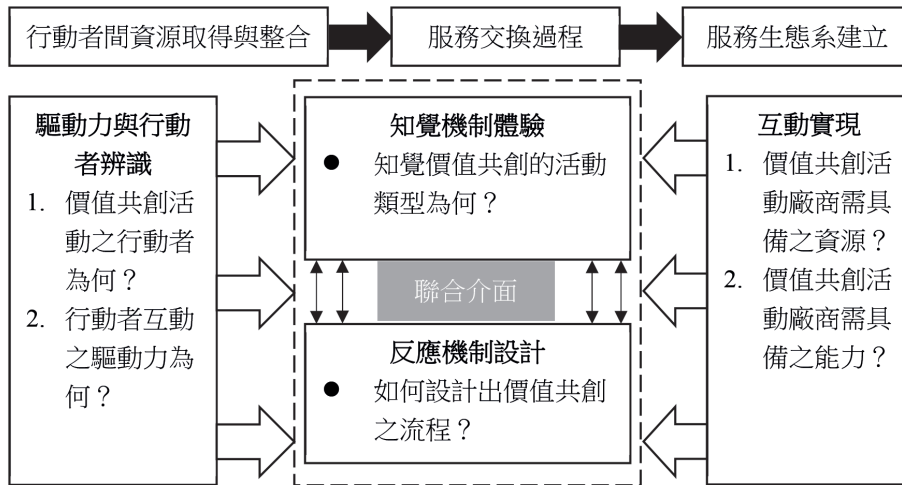 行動者間資源取得與整合
服務交換過程
服務生態系建立
驅動力與行動
者辨識
1. 價值共創活
動之行動者
為何？
2. 行動者互動
之驅動力為
何？
知覺機制體驗
● 知覺價值共創的活動
類型為何？
聯合介面
反應機制設計
● 如何設計出價值共創
之流程？
互動實現
1. 價值共創活
動廠商需具
備之資源？
2. 價值共創活
動廠商需具
備之能力？